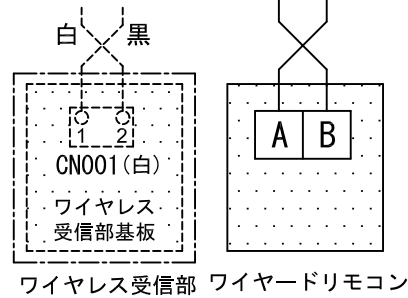 白 黒
1 2
CN001(白)
ワイヤレス
受信部基板
ワイヤレス受信部
A B
ワイヤードリモコン